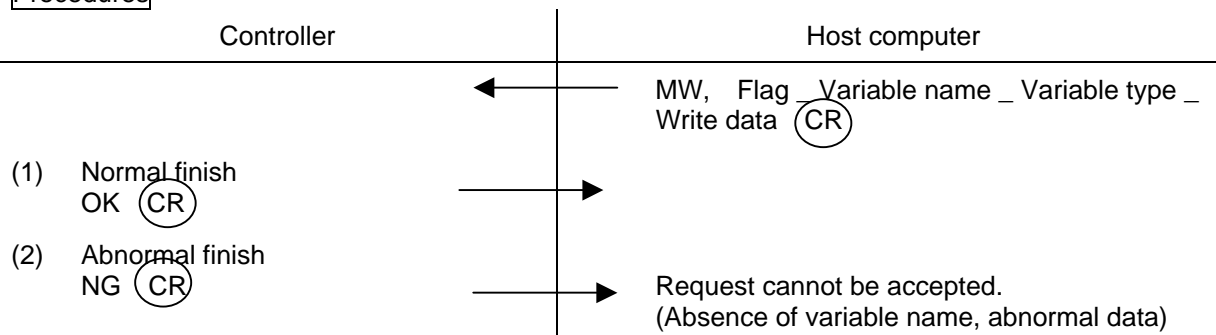 Procedures
Controller Host computer
MW, Flag _ Variable name _ Variable type _
Write data CR
(1) Normal finish
OK CR
(2) Abnormal finish
NG CR
Request cannot be accepted.
(Absence of variable name, abnormal data)